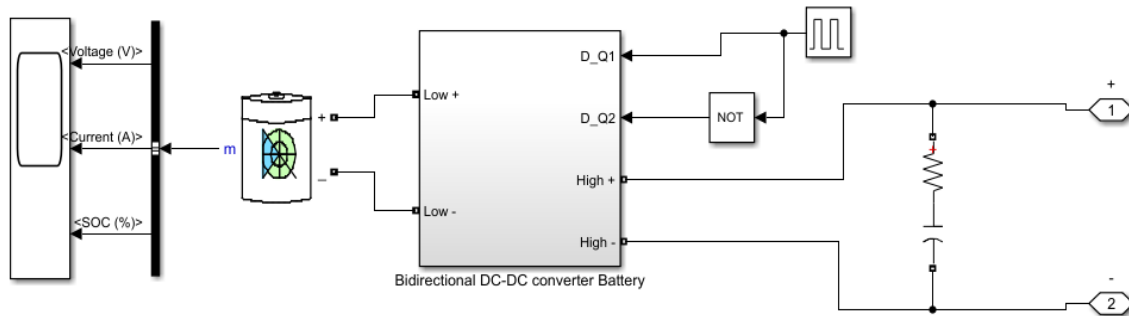 <Voltage (V)>
<Current (A)>
<SOC (%)>
m
+
_
Low +
Low -
D_Q1
D_Q2
High +
High -
Bidirectional DC-DC converter Battery
NOT
+
+
1
-
2